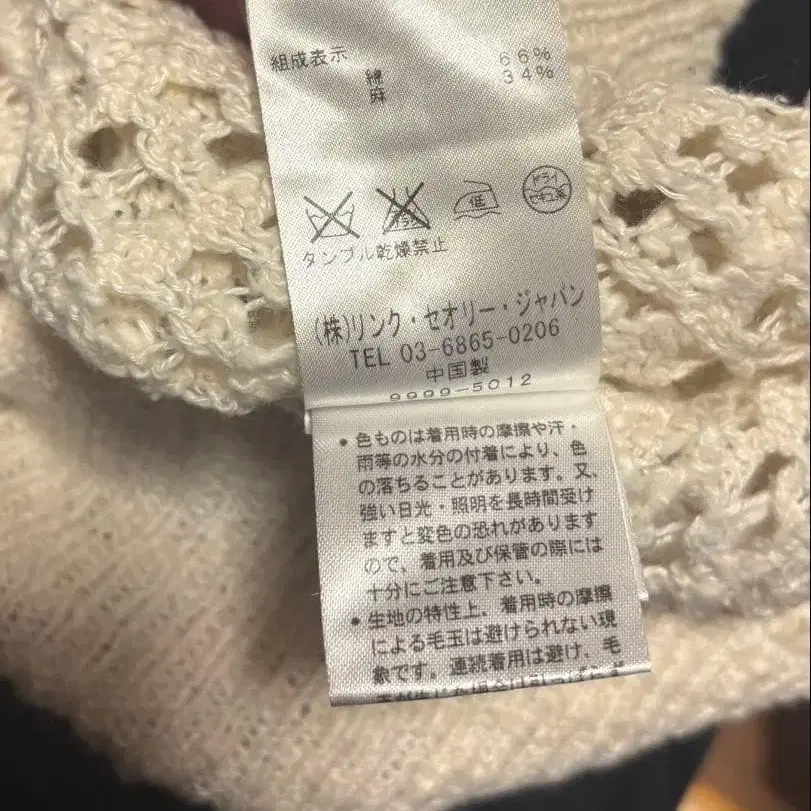 組成表示
綿 66%
麻 34%
低
ドライ
セキユ系
タンブル乾燥禁止
(株)リンク・セオリー・ジャパン
TEL 03-6865-0206
中国製
9999-5012
• 色ものは着用時の摩擦や汗・
雨等の水分の付着により、色
の落ちることがあります。又、
強い日光・照明を長時間受け
ますと変色の恐れがあります
ので、着用及び保管の際には
十分にご注意下さい。
• 生地の特性上、着用時の摩擦
による毛玉は避けられない現
象です。連続着用は避け、毛